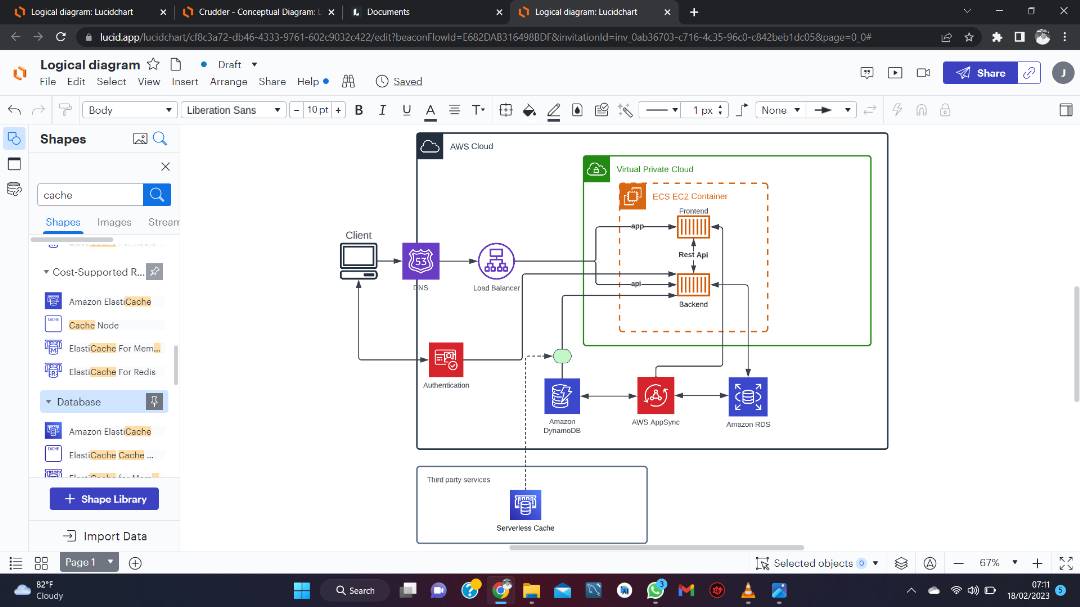 Logical diagram: Lucidchart
Crudder - Conceptual Diagram:
Documents
Logical diagram: Lucidchart
lucid.app/lucidchart/cf8c3a72-db46-4333-9761-602c9032c422/edit?beaconFlowId=E682DAB316498BDF&invitationId=inv_0ab36703-c716-4c35-96c0-c842beb1dc05&page=0_0#
Logical diagram
Draft
File Edit Select View Insert Arrange Share Help
Saved
Share
J
Body
Liberation Sans
− 10 pt +
B I U A T
1 px
None
Shapes
AWS Cloud
Virtual Private Cloud
cache
ECS EC2 Container
Shapes Images Stream
Frontend
app
Client
Rest Api
53
DNS
Load Balancer
api
Backend
Cost-Supported R...
Amazon ElastiCache
Cache Node
ElastiCache For Mem...
ElastiCache For Redis
Authentication
Database
Amazon DynamoDB
AWS AppSync
Amazon RDS
Amazon ElastiCache
ElastiCache Cache ...
Third party services
Serverless Cache
+ Shape Library
Import Data
Page 1
Selected objects 0
67%
82°F
Cloudy
Search
3
07:11
18/02/2023
5